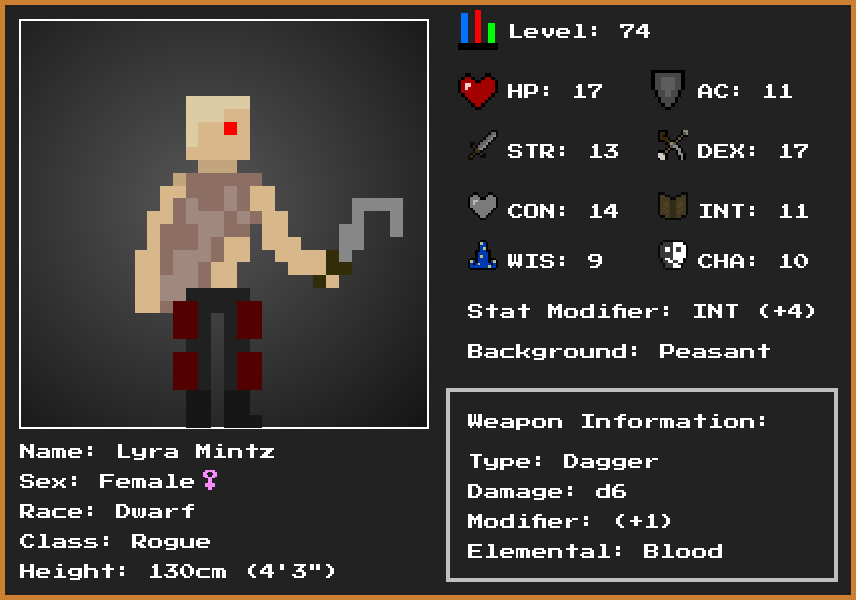 Level: 74
HP: 17 AC: 11
STR: 13 DEX: 17
CON: 14 INT: 11
WIS: 9 CHA: 10
Stat Modifier: INT (+4)
Background: Peasant
Weapon Information:
Type: Dagger
Damage: d6
Modifier: (+1)
Elemental: Blood
Name: Lyra Mintz
Sex: Female♀
Race: Dwarf
Class: Rogue
Height: 130cm (4'3")